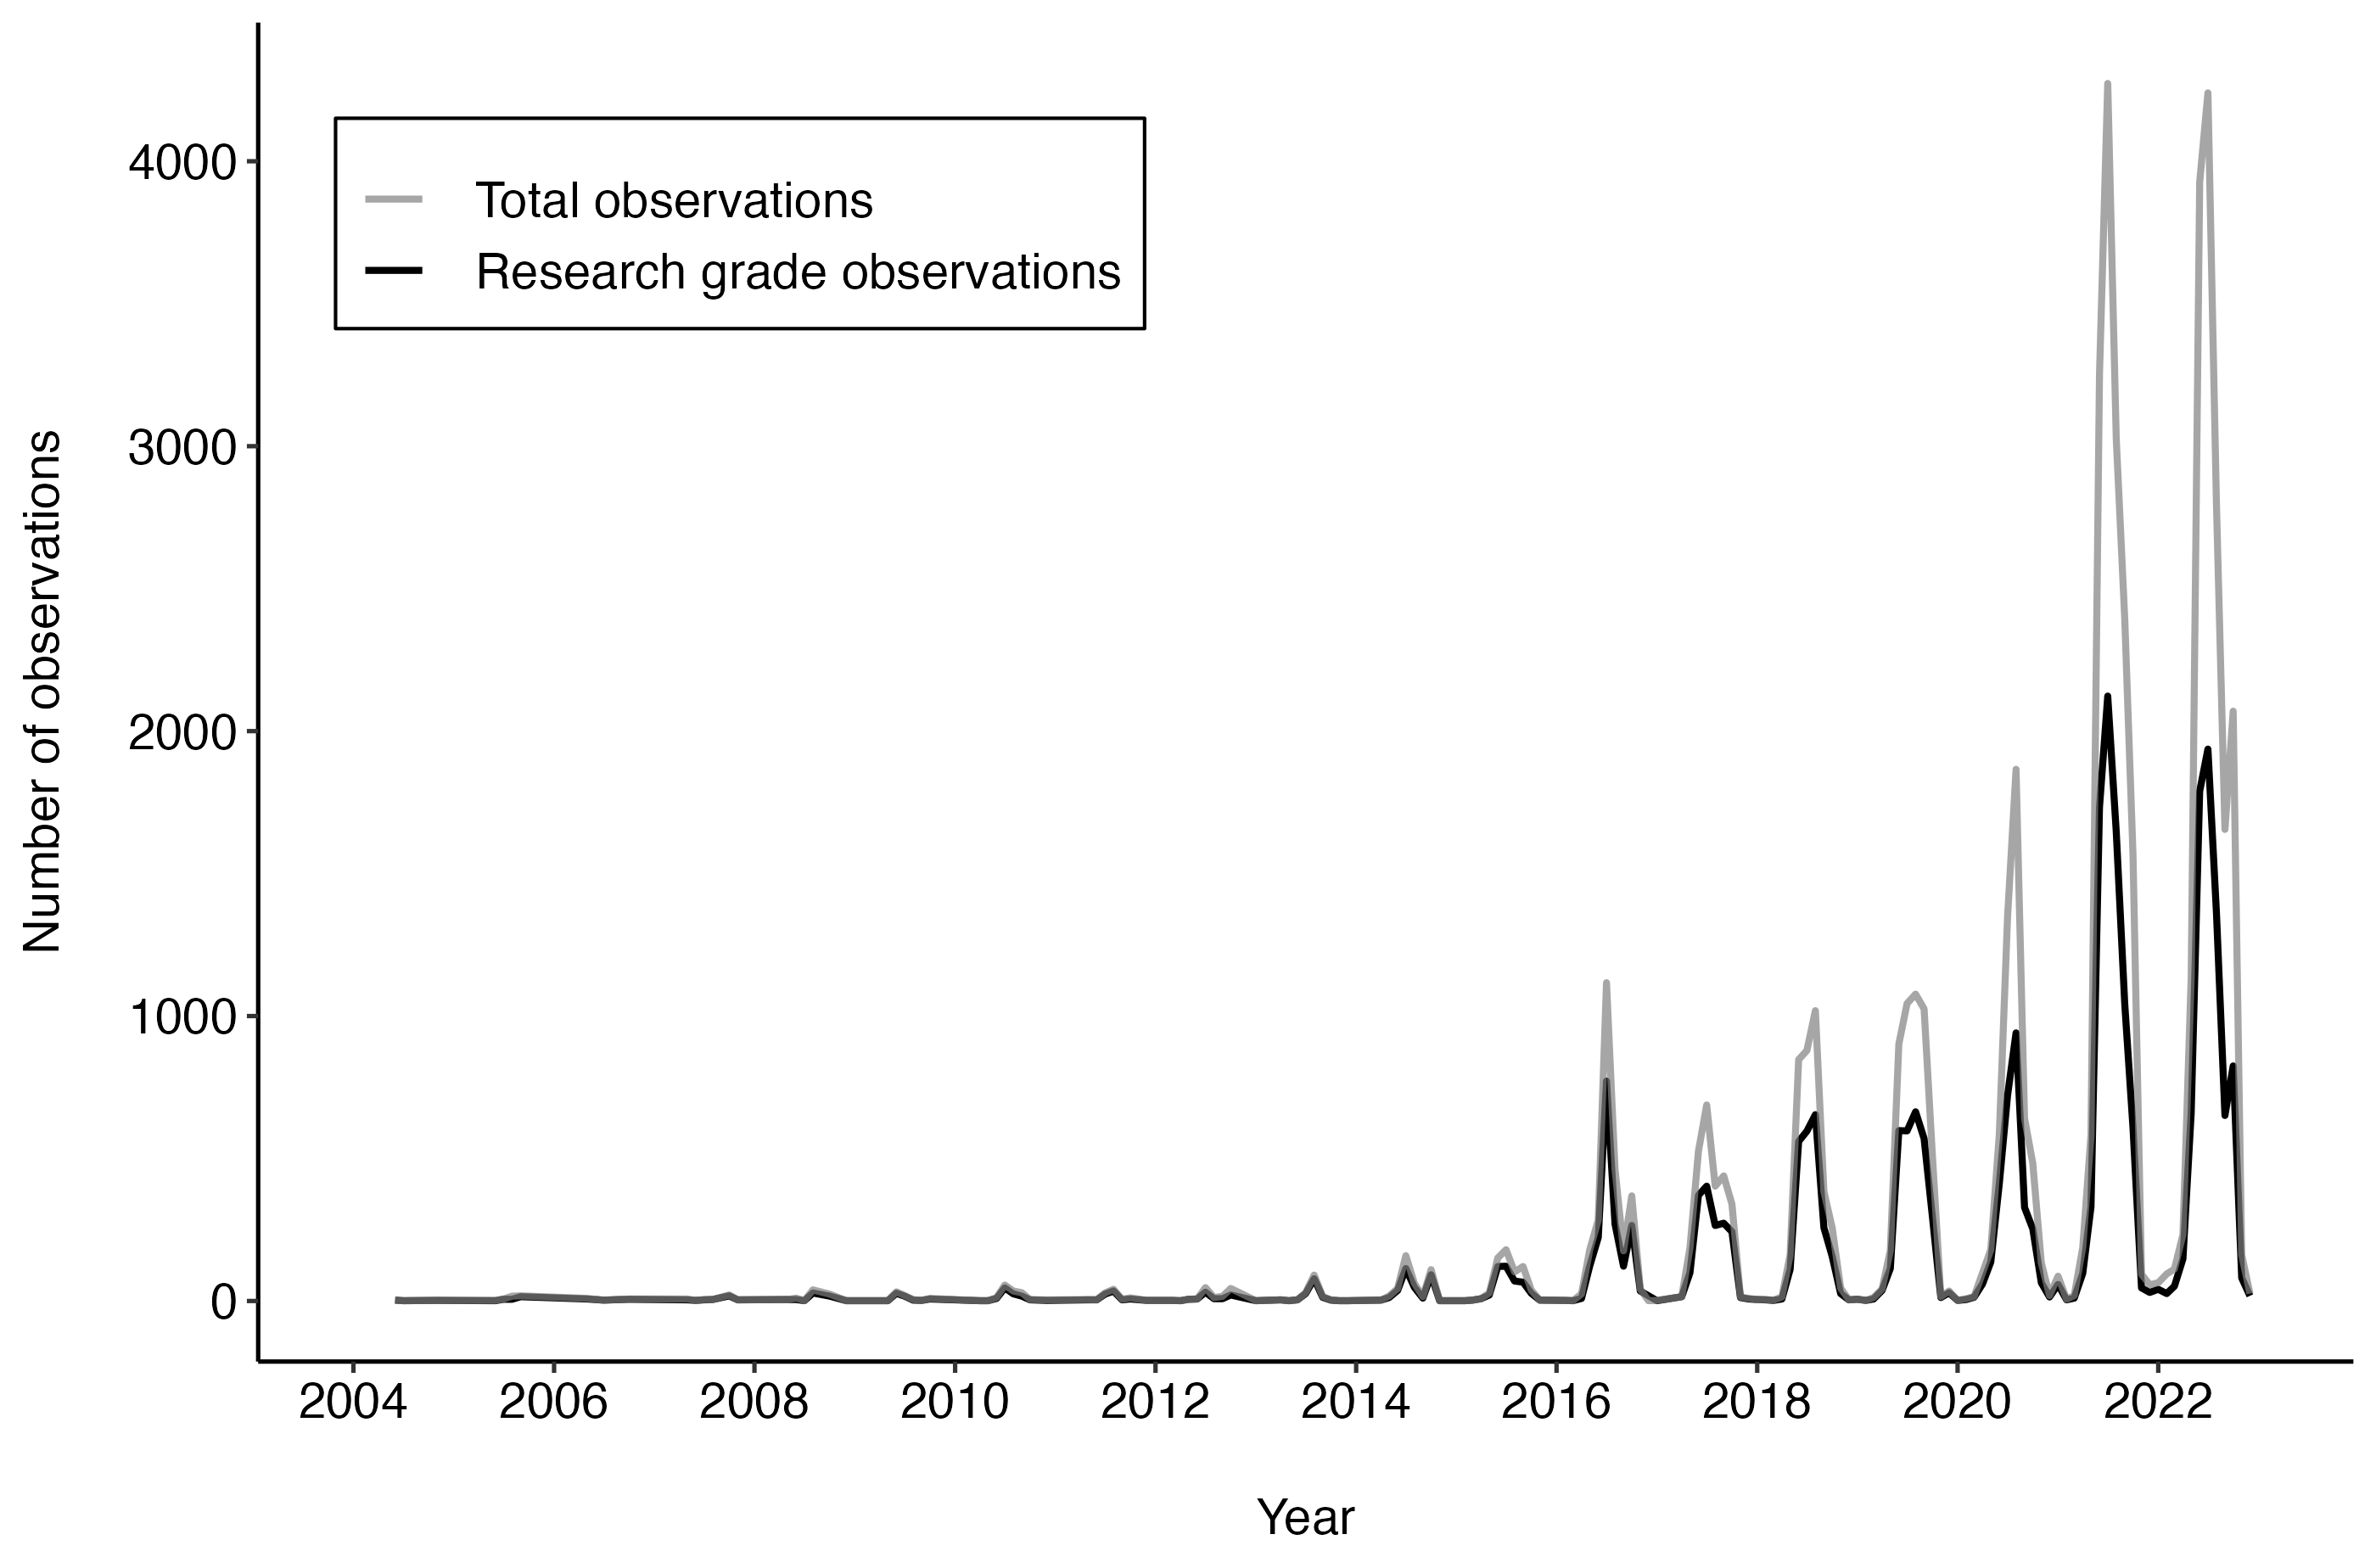 Total observations
Research grade observations
Number of observations
4000
3000
2000
1000
0
2004 2006 2008 2010 2012 2014 2016 2018 2020 2022
Year